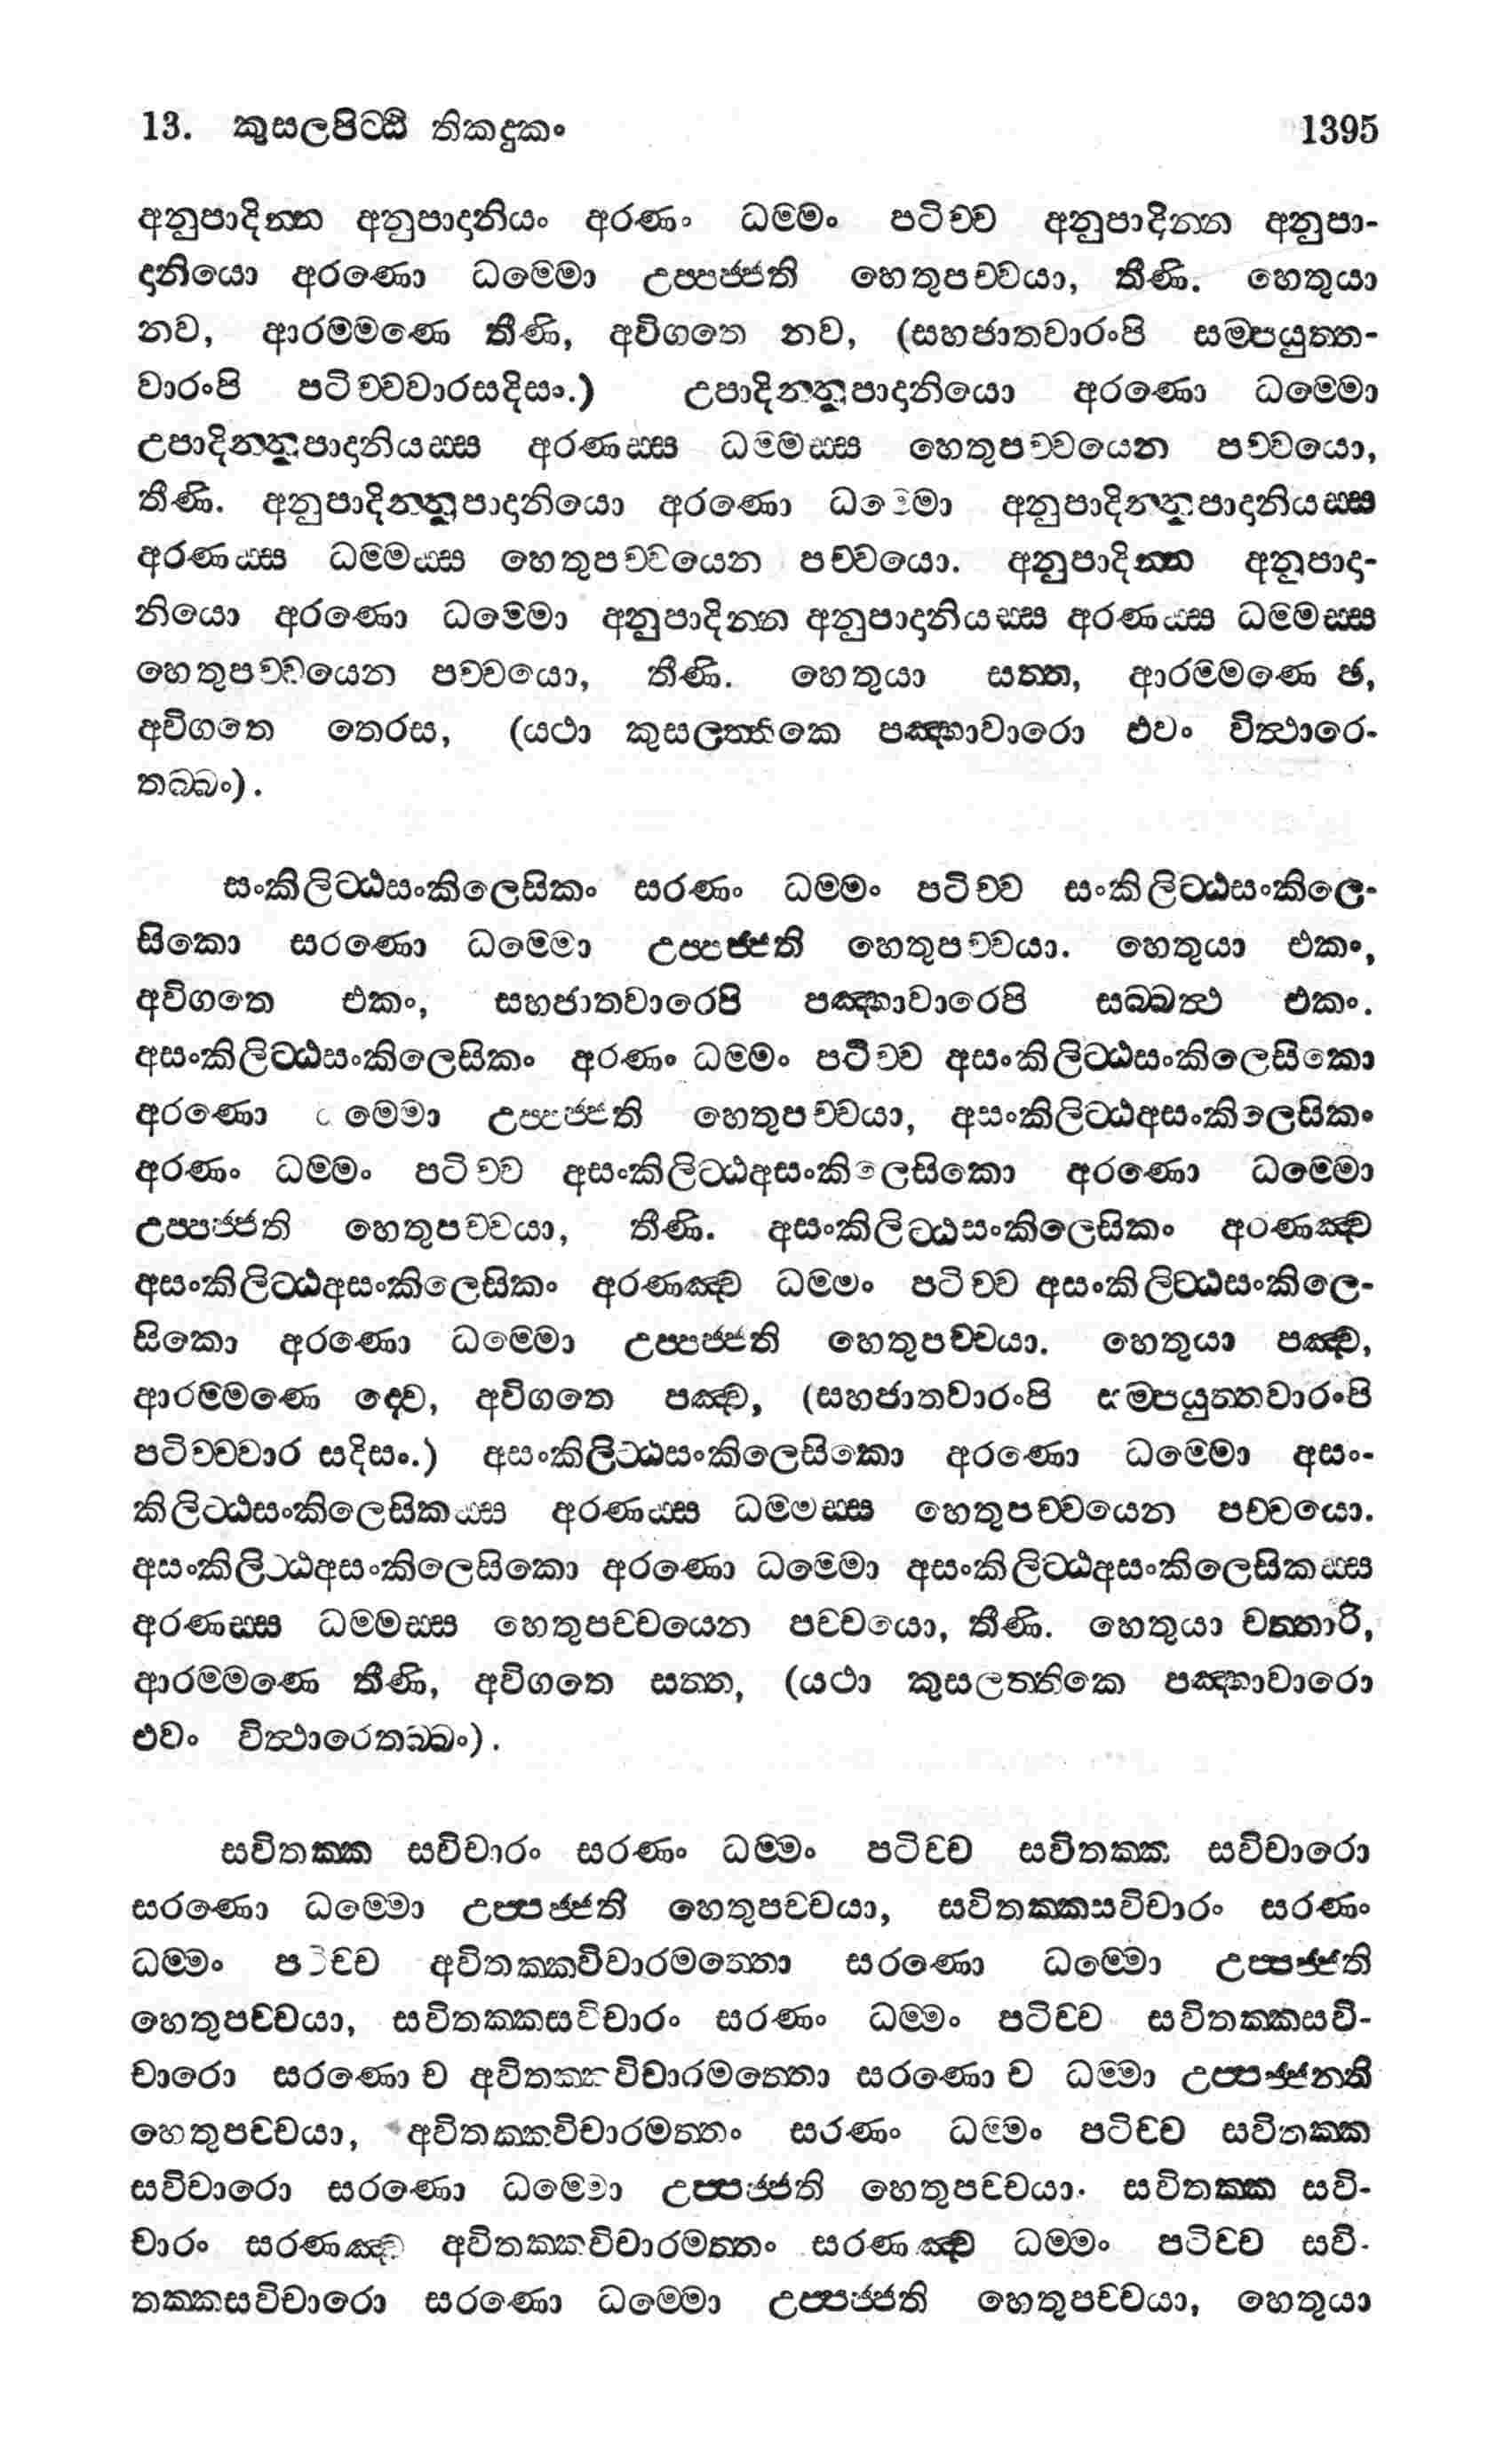 13. කුසලපිට්ඨි තිකදුකං 1395
අනුපාදින්න අනුපාදානියං අරණං ධම්මං පටිච්ච අනුපාදින්න අනුපා-
දානියො අරණො ධම්මො උප්පජ්ජති හෙතුපච්චයා, තීණි. හෙතුයා
නව, ආරම්මණෙ තීණි, අවිගතෙ නව, (සහජාතවාරංපි සම්පයුත්ත-
වාරංපි පටිච්චවාරසදිසං.) උපාදින්නුපාදානියො අරණො ධම්මො
උපාදින්නුපාදානියස්ස අරණස්ස ධම්මස්ස හෙතුපච්චයෙන පච්චයො,
තීණි. අනුපාදින්නුපාදානියො අරණො ධම්මො අනුපාදින්නුපාදානියස්ස
අරණස්ස ධම්මස්ස හෙතුපච්චයෙන පච්චයො. අනුපාදින්න අනුපාදා-
නියො අරණො ධම්මො අනුපාදින්න අනුපාදානියස්ස අරණස්ස ධම්මස්ස
හෙතුපච්චයෙන පච්චයො, තීණි. හෙතුයා සත්ත, ආරම්මණෙ ඡ,
අවිගතෙ තෙරස, (යථා කුසලත්තිකෙ පඤ්හාවාරො එවං විත්ථාරෙ-
තබ්බං).
සංකිලිට්ඨසංකිලෙසිකං සරණං ධම්මං පටිච්ච සංකිලිට්ඨසංකිලෙ-
සිකො සරණො ධම්මො උප්පජ්ජති හෙතුපච්චයා. හෙතුයා එකං,
අවිගතෙ එකං, සහජාතවාරෙපි පඤ්හාවාරෙපි සබ්බත්ථ එකං.
අසංකිලිට්ඨසංකිලෙසිකං අරණං ධම්මං පටිච්ච අසංකිලිට්ඨසංකිලෙසිකො
අරණො ධම්මො උප්පජ්ජති හෙතුපච්චයා, අසංකිලිට්ඨඅසංකිලෙසිකං
අරණං ධම්මං පටිච්ච අසංකිලිට්ඨඅසංකිලෙසිකො අරණො ධම්මො
උප්පජ්ජති හෙතුපච්චයා, තීණි. අසංකිලිට්ඨසංකිලෙසිකං අරණඤ්ච
අසංකිලිට්ඨඅසංකිලෙසිකං අරණඤ්ච ධම්මං පටිච්ච අසංකිලිට්ඨසංකිලෙ-
සිකො අරණො ධම්මො උප්පජ්ජති හෙතුපච්චයා. හෙතුයා පඤ්ච,
ආරම්මණෙ ද්වෙ, අවිගතෙ පඤ්ච, (සහජාතවාරංපි සම්පයුත්තවාරංපි
පටිච්චවාර සදිසං.) අසංකිලිට්ඨසංකිලෙසිකො අරණො ධම්මො අසං-
කිලිට්ඨසංකිලෙසිකස්ස අරණස්ස ධම්මස්ස හෙතුපච්චයෙන පච්චයො.
අසංකිලිට්ඨඅසංකිලෙසිකො අරණො ධම්මො අසංකිලිට්ඨඅසංකිලෙසිකස්ස
අරණස්ස ධම්මස්ස හෙතුපච්චයෙන පච්චයො, තීණි. හෙතුයා චත්තාරි,
ආරම්මණෙ තීණි, අවිගතෙ සත්ත, (යථා කුසලත්තිකෙ පඤ්හාවාරො
එවං විත්ථාරෙතබ්බං).
සවිතක්ක සවිචාරං සරණං ධම්මං පටිච්ච සවිතක්ක සවිචාරො
සරණො ධම්මො උප්පජ්ජති හෙතුපච්චයා, සවිතක්කසවිචාරං සරණං
ධම්මං පටිච්ච අවිතක්කවිචාරමත්තො සරණො ධම්මො උප්පජ්ජති
හෙතුපච්චයා, සවිතක්කසවිචාරං සරණං ධම්මං පටිච්ච සවිතක්කසවි-
චාරො සරණො ච අවිතක්කවිචාරමත්තො සරණො ච ධම්මා උප්පජ්ජන්ති
හෙතුපච්චයා, අවිතක්කවිචාරමත්තං සරණං ධම්මං පටිච්ච සවිතක්ක
සවිචාරො සරණො ධම්මො උප්පජ්ජති හෙතුපච්චයා. සවිතක්ක සවි-
චාරං සරණඤ්ච අවිතක්කවිචාරමත්තං සරණඤ්ච ධම්මං පටිච්ච සවි-
තක්කසවිචාරො සරණො ධම්මො උප්පජ්ජති හෙතුපච්චයා, හෙතුයා